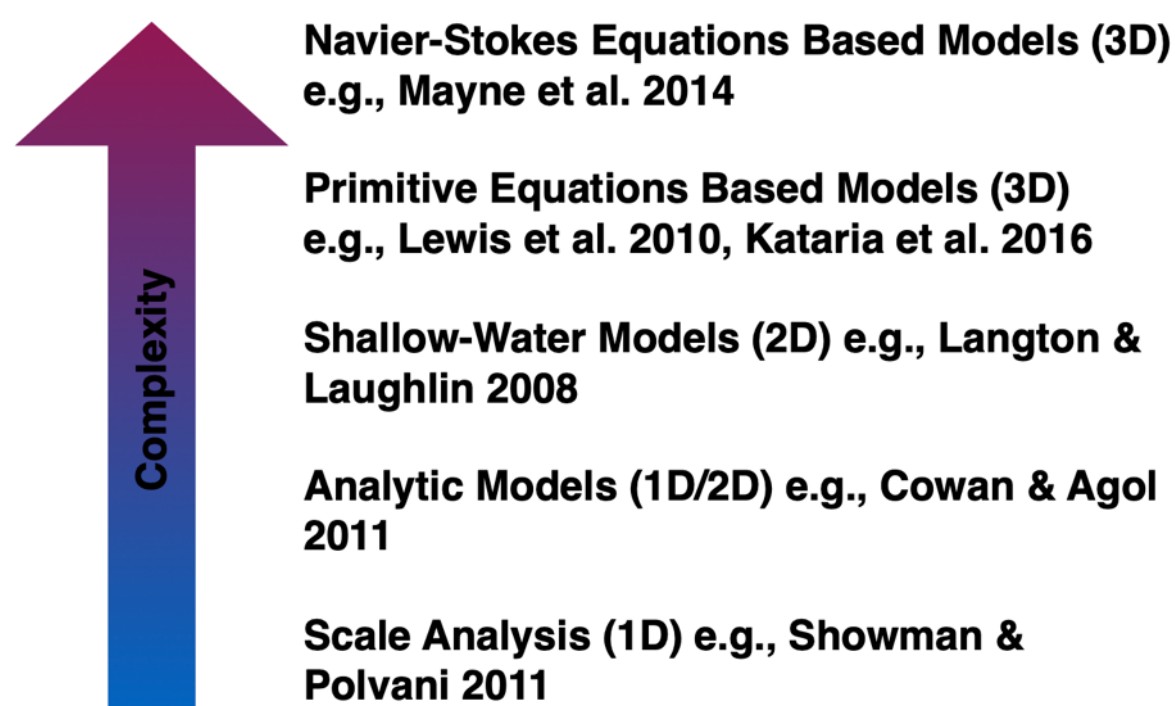 Navier-Stokes Equations Based Models (3D)
e.g., Mayne et al. 2014
Primitive Equations Based Models (3D)
e.g., Lewis et al. 2010, Kataria et al. 2016
Complexity
Shallow-Water Models (2D) e.g., Langton &
Laughlin 2008
Analytic Models (1D/2D) e.g., Cowan & Agol
2011
Scale Analysis (1D) e.g., Showman &
Polvani 2011